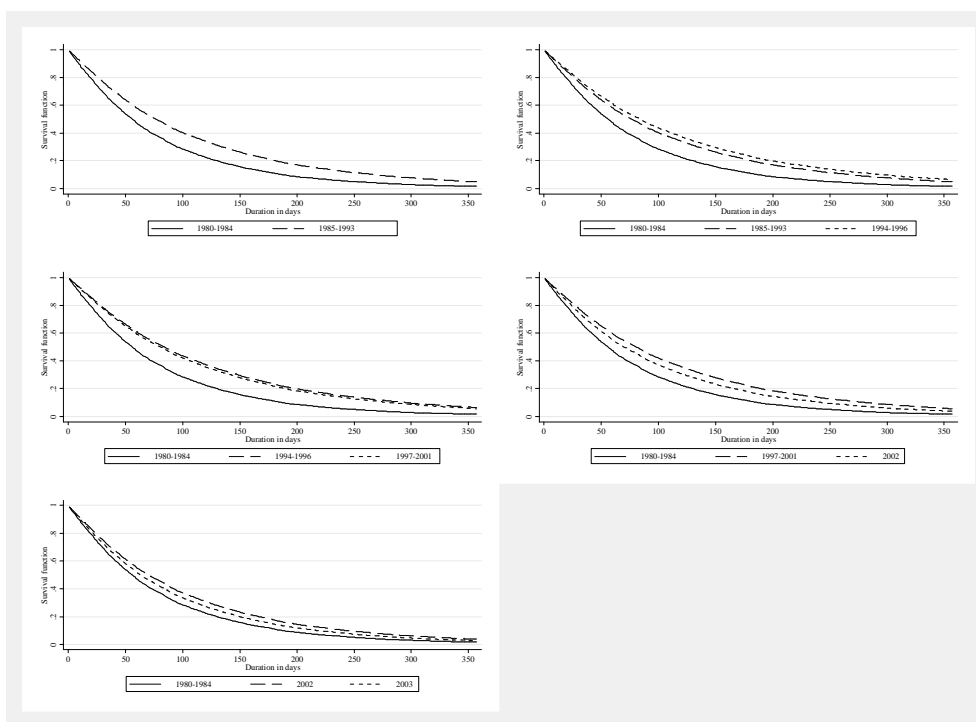 Survival function
1
.8
.6
.4
.2
0
0 50 100 150 200 250 300 350
Duration in days
1980-1984 1985-1993
Survival function
1
.8
.6
.4
.2
0
0 50 100 150 200 250 300 350
Duration in days
1980-1984 1985-1993 1994-1996
Survival function
1
.8
.6
.4
.2
0
0 50 100 150 200 250 300 350
Duration in days
1980-1984 1994-1996 1997-2001
Survival function
1
.8
.6
.4
.2
0
0 50 100 150 200 250 300 350
Duration in days
1980-1984 1997-2001 2002
Survival function
1
.8
.6
.4
.2
0
0 50 100 150 200 250 300 350
Duration in days
1980-1984 2002 2003